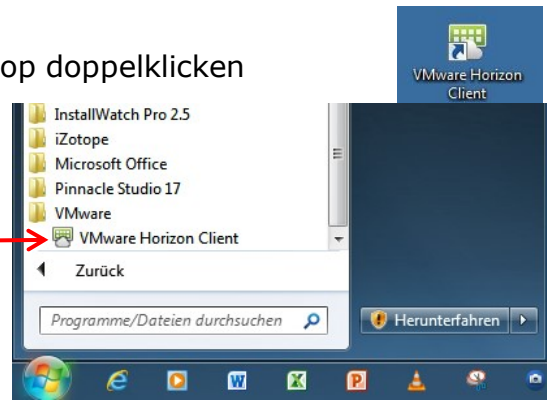 op doppelklicken
VMware Horizon
Client
InstallWatch Pro 2.5
iZotope
Microsoft Office
Pinnacle Studio 17
VMware
VMware Horizon Client
Zurück
Programme/Dateien durchsuchen
Herunterfahren